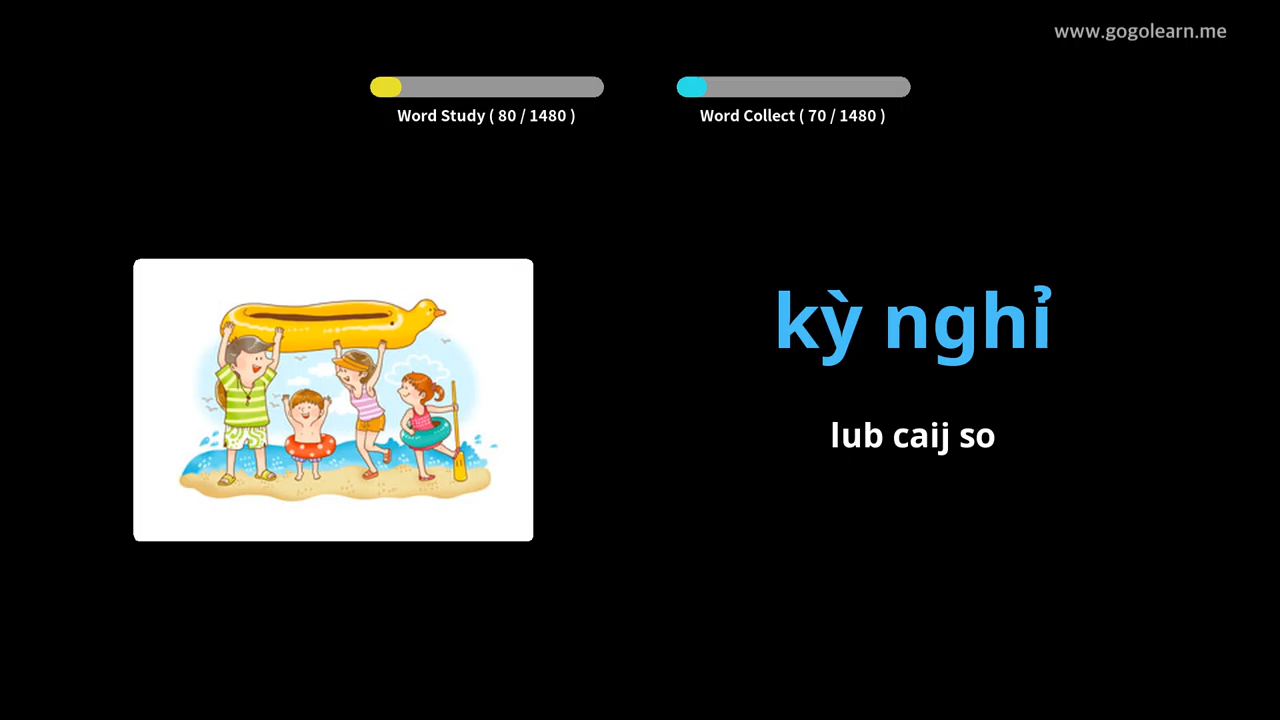 www.gogolearn.me
Word Study ( 80 / 1480 )
Word Collect ( 70 / 1480 )
kỳ nghỉ
lub caij so